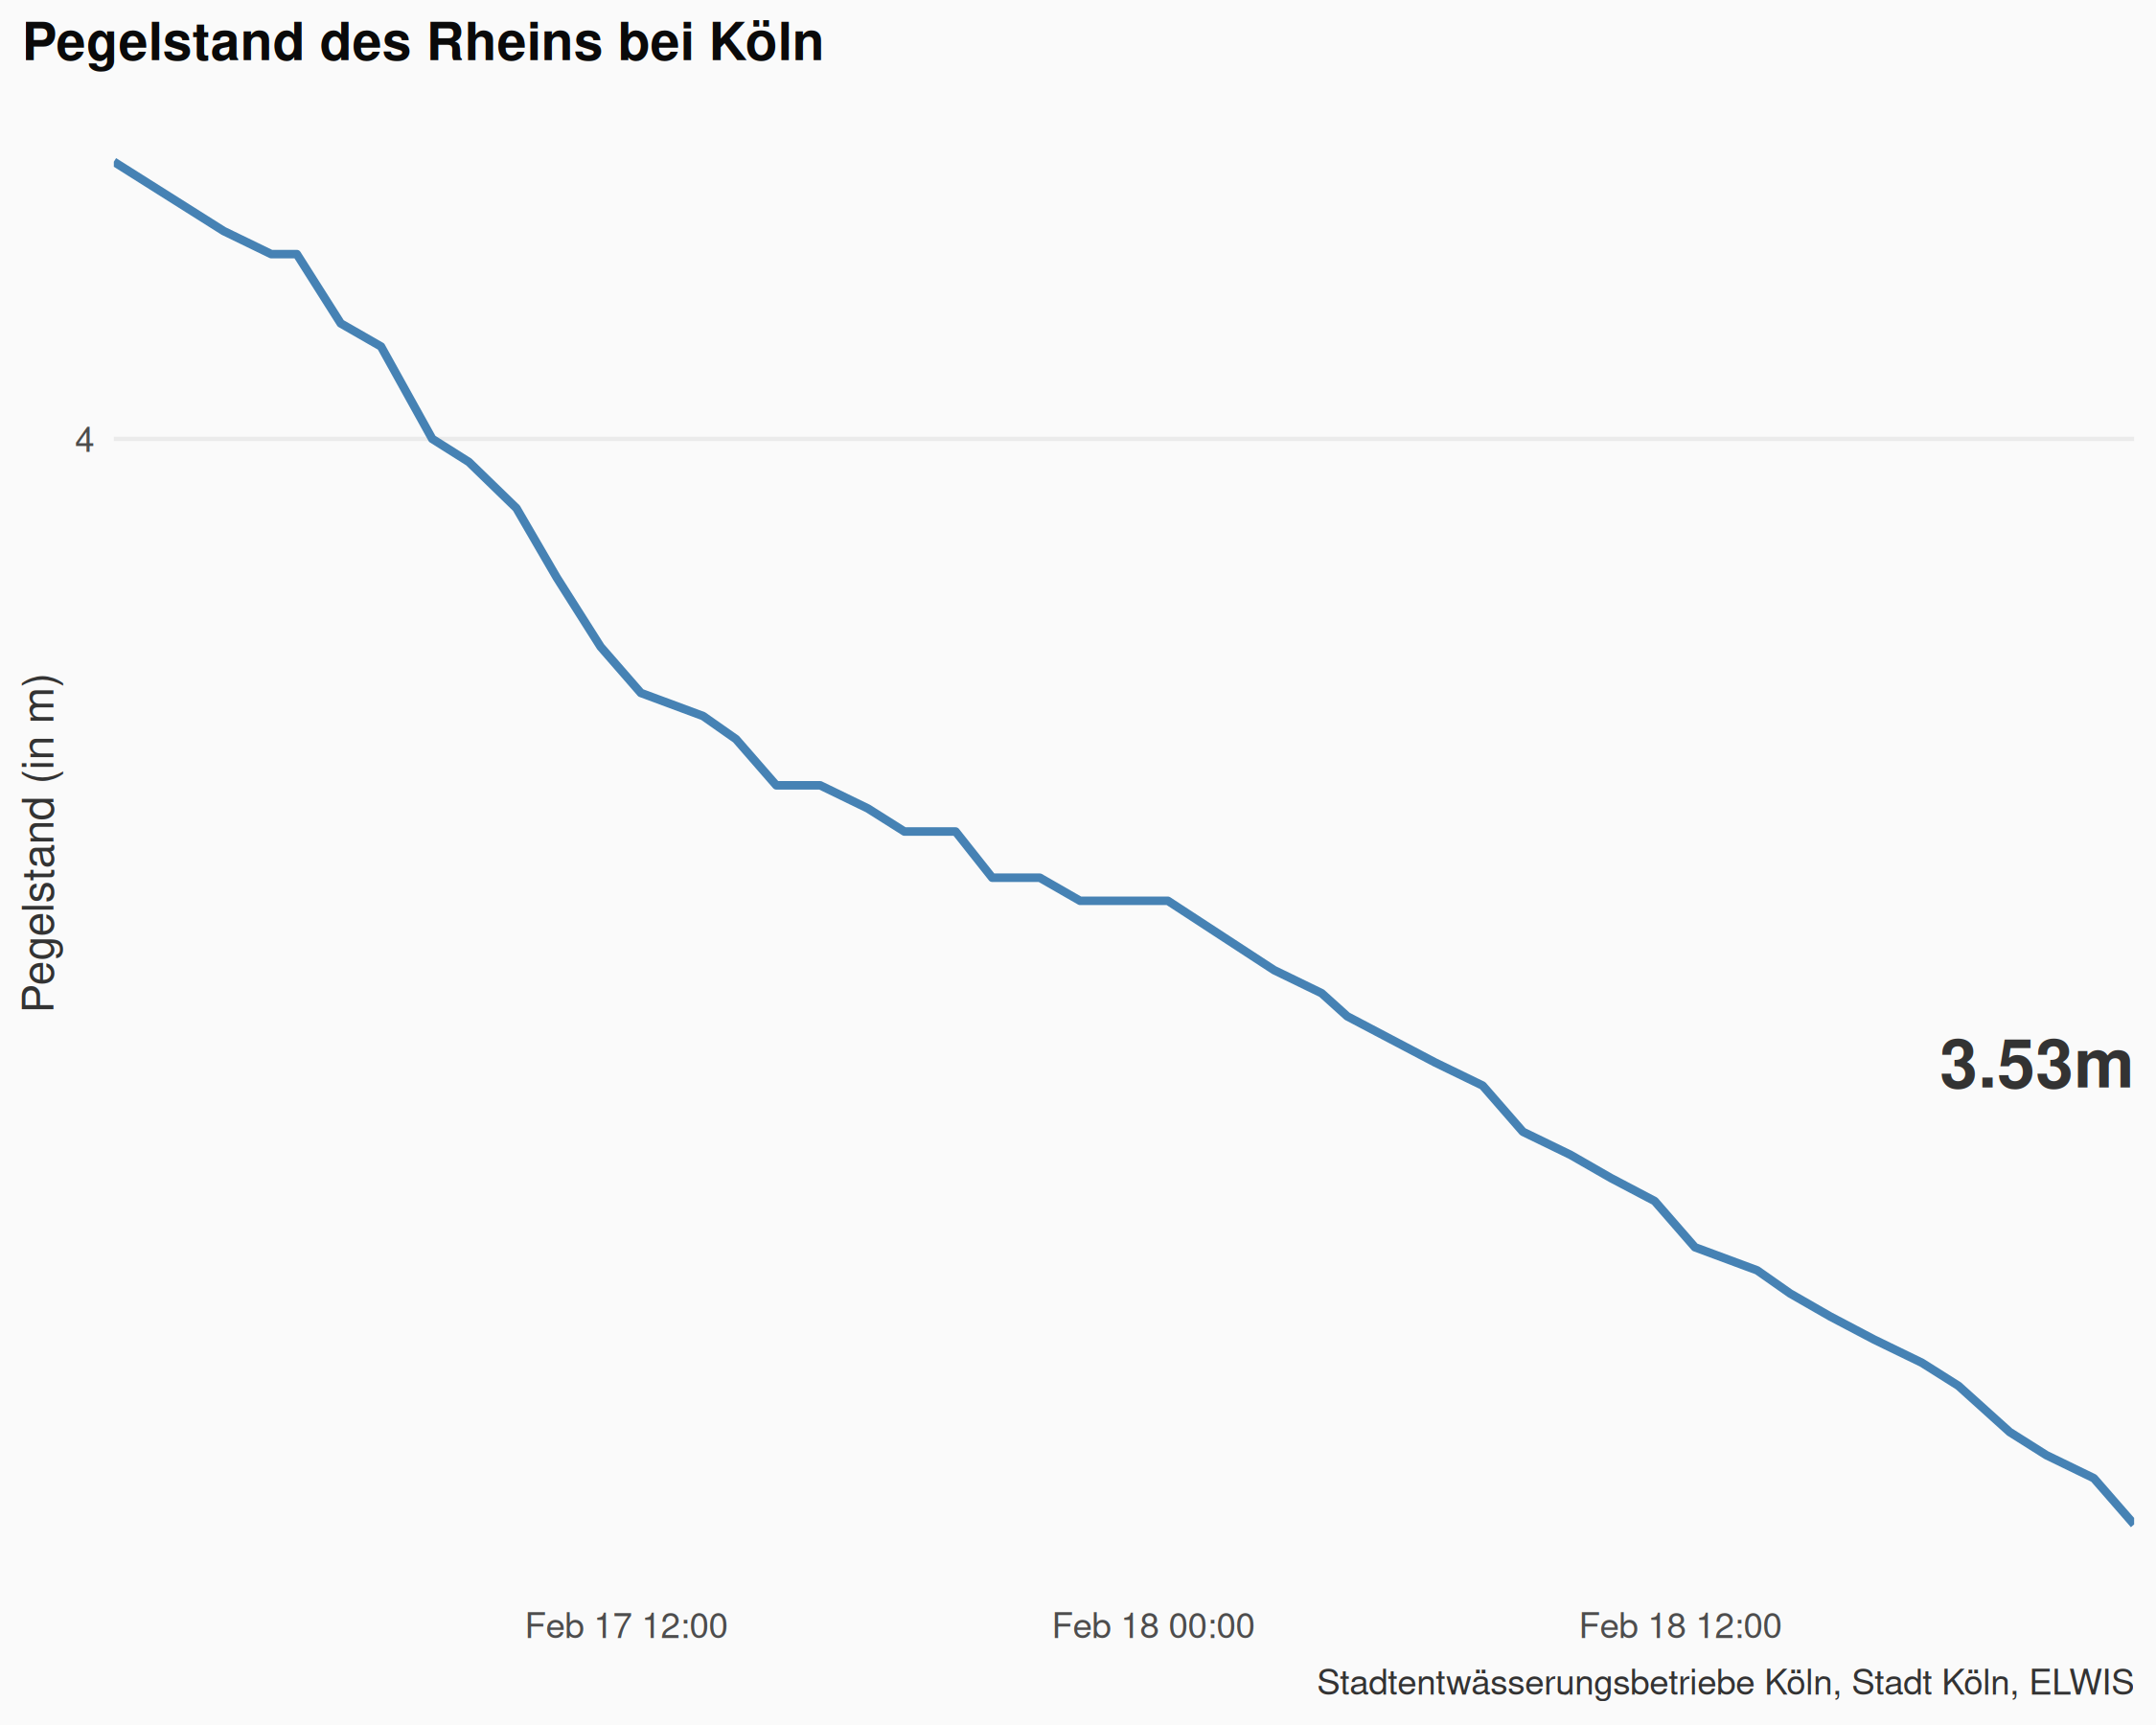 Pegelstand des Rheins bei Köln
4
Pegelstand (in m)
3.53m
Feb 17 12:00 Feb 18 00:00 Feb 18 12:00
Stadtentwässerungsbetriebe Köln, Stadt Köln, ELWIS